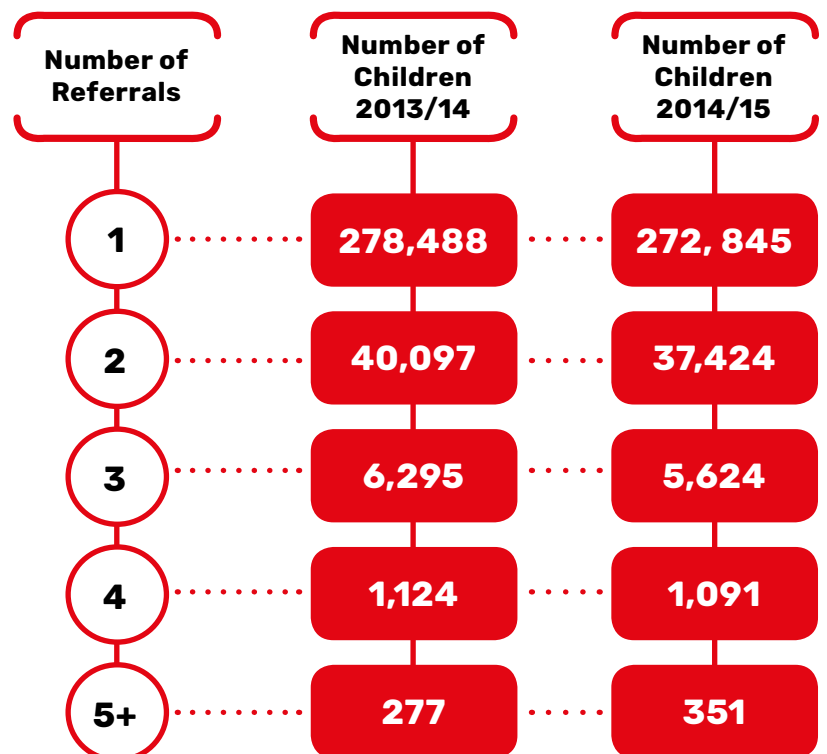 Number of
Referrals
Number of
Children
2013/14
Number of
Children
2014/15
1
278,488
272, 845
2
40,097
37,424
3
6,295
5,624
4
1,124
1,091
5+
277
351